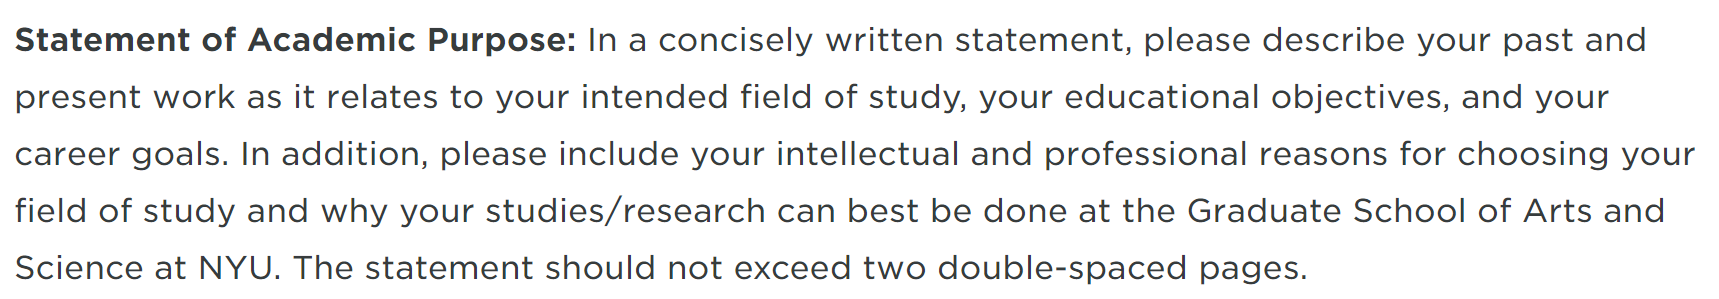 Statement of Academic Purpose: In a concisely written statement, please describe your past and
present work as it relates to your intended field of study, your educational objectives, and your
career goals. In addition, please include your intellectual and professional reasons for choosing your
field of study and why your studies/research can best be done at the Graduate School of Arts and
Science at NYU. The statement should not exceed two double-spaced pages.